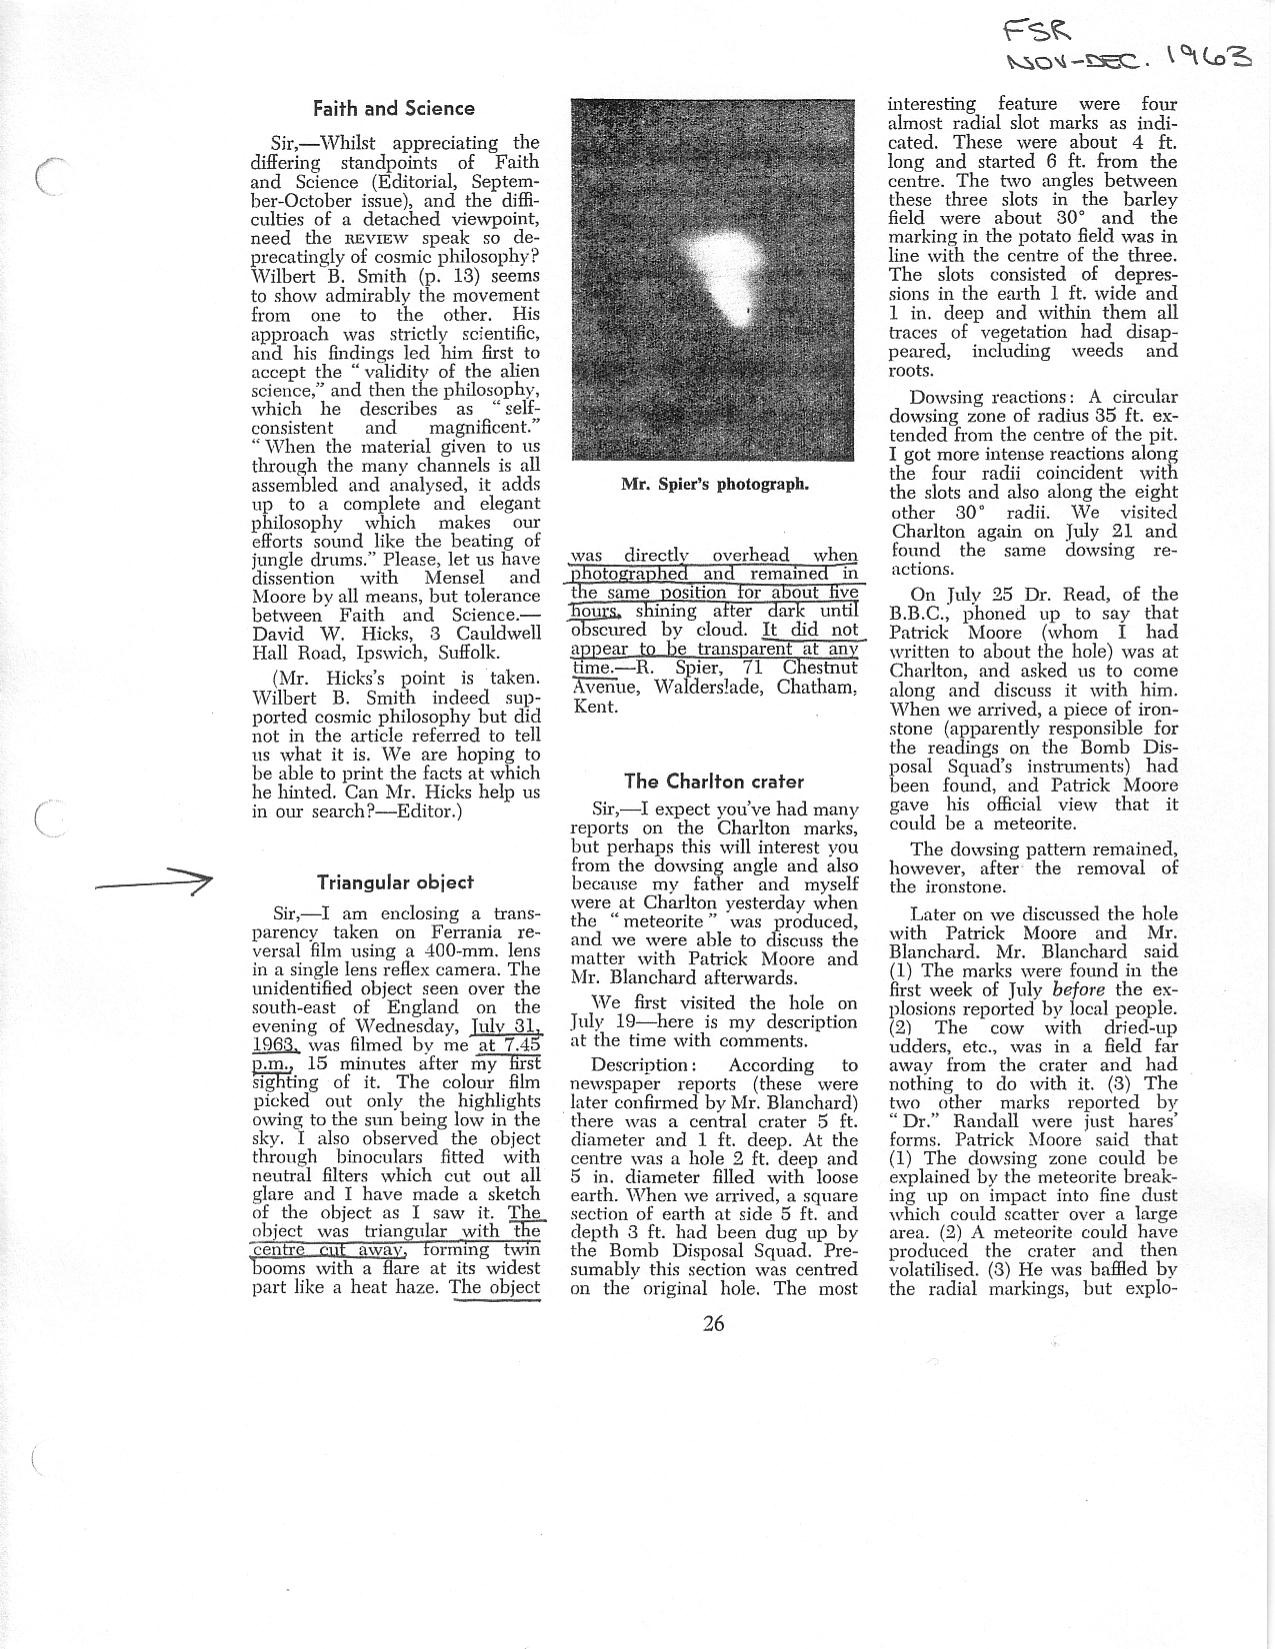 FSR
NOV-DEC. 1963
Faith and Science
Sir,—Whilst appreciating the
differing standpoints of Faith
and Science (Editorial, Septem-
ber-October issue), and the diffi-
culties of a detached viewpoint,
need the REVIEW speak so de-
precatingly of cosmic philosophy?
Wilbert B. Smith (p. 13) seems
to show admirably the movement
from one to the other. His
approach was strictly scientific,
and his findings led him first to
accept the “ validity of the alien
science,” and then the philosophy,
which he describes as “ self-
consistent and magnificent.”
“ When the material given to us
through the many channels is all
assembled and analysed, it adds
up to a complete and elegant
philosophy which makes our
efforts sound like the beating of
jungle drums.” Please, let us have
dissention with Mensel and
Moore by all means, but tolerance
between Faith and Science.—
David W. Hicks, 3 Cauldwell
Hall Road, Ipswich, Suffolk.
(Mr. Hicks’s point is taken.
Wilbert B. Smith indeed sup-
ported cosmic philosophy but did
not in the article referred to tell
us what it is. We are hoping to
be able to print the facts at which
he hinted. Can Mr. Hicks help us
in our search?—Editor.)
Triangular object
Sir,—I am enclosing a trans-
parency taken on Ferrania re-
versal film using a 400-mm. lens
in a single lens reflex camera. The
unidentified object seen over the
south-east of England on the
evening of Wednesday, July 31,
1963, was filmed by me at 7.45
p.m., 15 minutes after my first
sighting of it. The colour film
picked out only the highlights
owing to the sun being low in the
sky. I also observed the object
through binoculars fitted with
neutral filters which cut out all
glare and I have made a sketch
of the object as I saw it. The
object was triangular with the
centre cut away, forming twin
booms with a flare at its widest
part like a heat haze. The object
Mr. Spier’s photograph.
was directly overhead when
photographed and remained in
the same position for about five
hours, shining after dark until
obscured by cloud. It did not
appear to be transparent at any
time.—R. Spier, 71 Chestnut
Avenue, Walderslade, Chatham,
Kent.
The Charlton crater
Sir,—I expect you’ve had many
reports on the Charlton marks,
but perhaps this will interest you
from the dowsing angle and also
because my father and myself
were at Charlton yesterday when
the “ meteorite ” was produced,
and we were able to discuss the
matter with Patrick Moore and
Mr. Blanchard afterwards.
We first visited the hole on
July 19—here is my description
at the time with comments.
Description: According to
newspaper reports (these were
later confirmed by Mr. Blanchard)
there was a central crater 5 ft.
diameter and 1 ft. deep. At the
centre was a hole 2 ft. deep and
5 in. diameter filled with loose
earth. When we arrived, a square
section of earth at side 5 ft. and
depth 3 ft. had been dug up by
the Bomb Disposal Squad. Pre-
sumably this section was centred
on the original hole. The most
interesting feature were four
almost radial slot marks as indi-
cated. These were about 4 ft.
long and started 6 ft. from the
centre. The two angles between
these three slots in the barley
field were about 30° and the
marking in the potato field was in
line with the centre of the three.
The slots consisted of depres-
sions in the earth 1 ft. wide and
1 in. deep and within them all
traces of vegetation had disap-
peared, including weeds and
roots.
Dowsing reactions: A circular
dowsing zone of radius 35 ft. ex-
tended from the centre of the pit.
I got more intense reactions along
the four radii coincident with
the slots and also along the eight
other 30° radii. We visited
Charlton again on July 21 and
found the same dowsing re-
actions.
On July 25 Dr. Read, of the
B.B.C., phoned up to say that
Patrick Moore (whom I had
written to about the hole) was at
Charlton, and asked us to come
along and discuss it with him.
When we arrived, a piece of iron-
stone (apparently responsible for
the readings on the Bomb Dis-
posal Squad’s instruments) had
been found, and Patrick Moore
gave his official view that it
could be a meteorite.
The dowsing pattern remained,
however, after the removal of
the ironstone.
Later on we discussed the hole
with Patrick Moore and Mr.
Blanchard. Mr. Blanchard said
(1) The marks were found in the
first week of July before the ex-
plosions reported by local people.
(2) The cow with dried-up
udders, etc., was in a field far
away from the crater and had
nothing to do with it. (3) The
two other marks reported by
“ Dr.” Randall were just hares’
forms. Patrick Moore said that
(1) The dowsing zone could be
explained by the meteorite break-
ing up on impact into fine dust
which could scatter over a large
area. (2) A meteorite could have
produced the crater and then
volatilised. (3) He was baffled by
the radial markings, but explo-
26